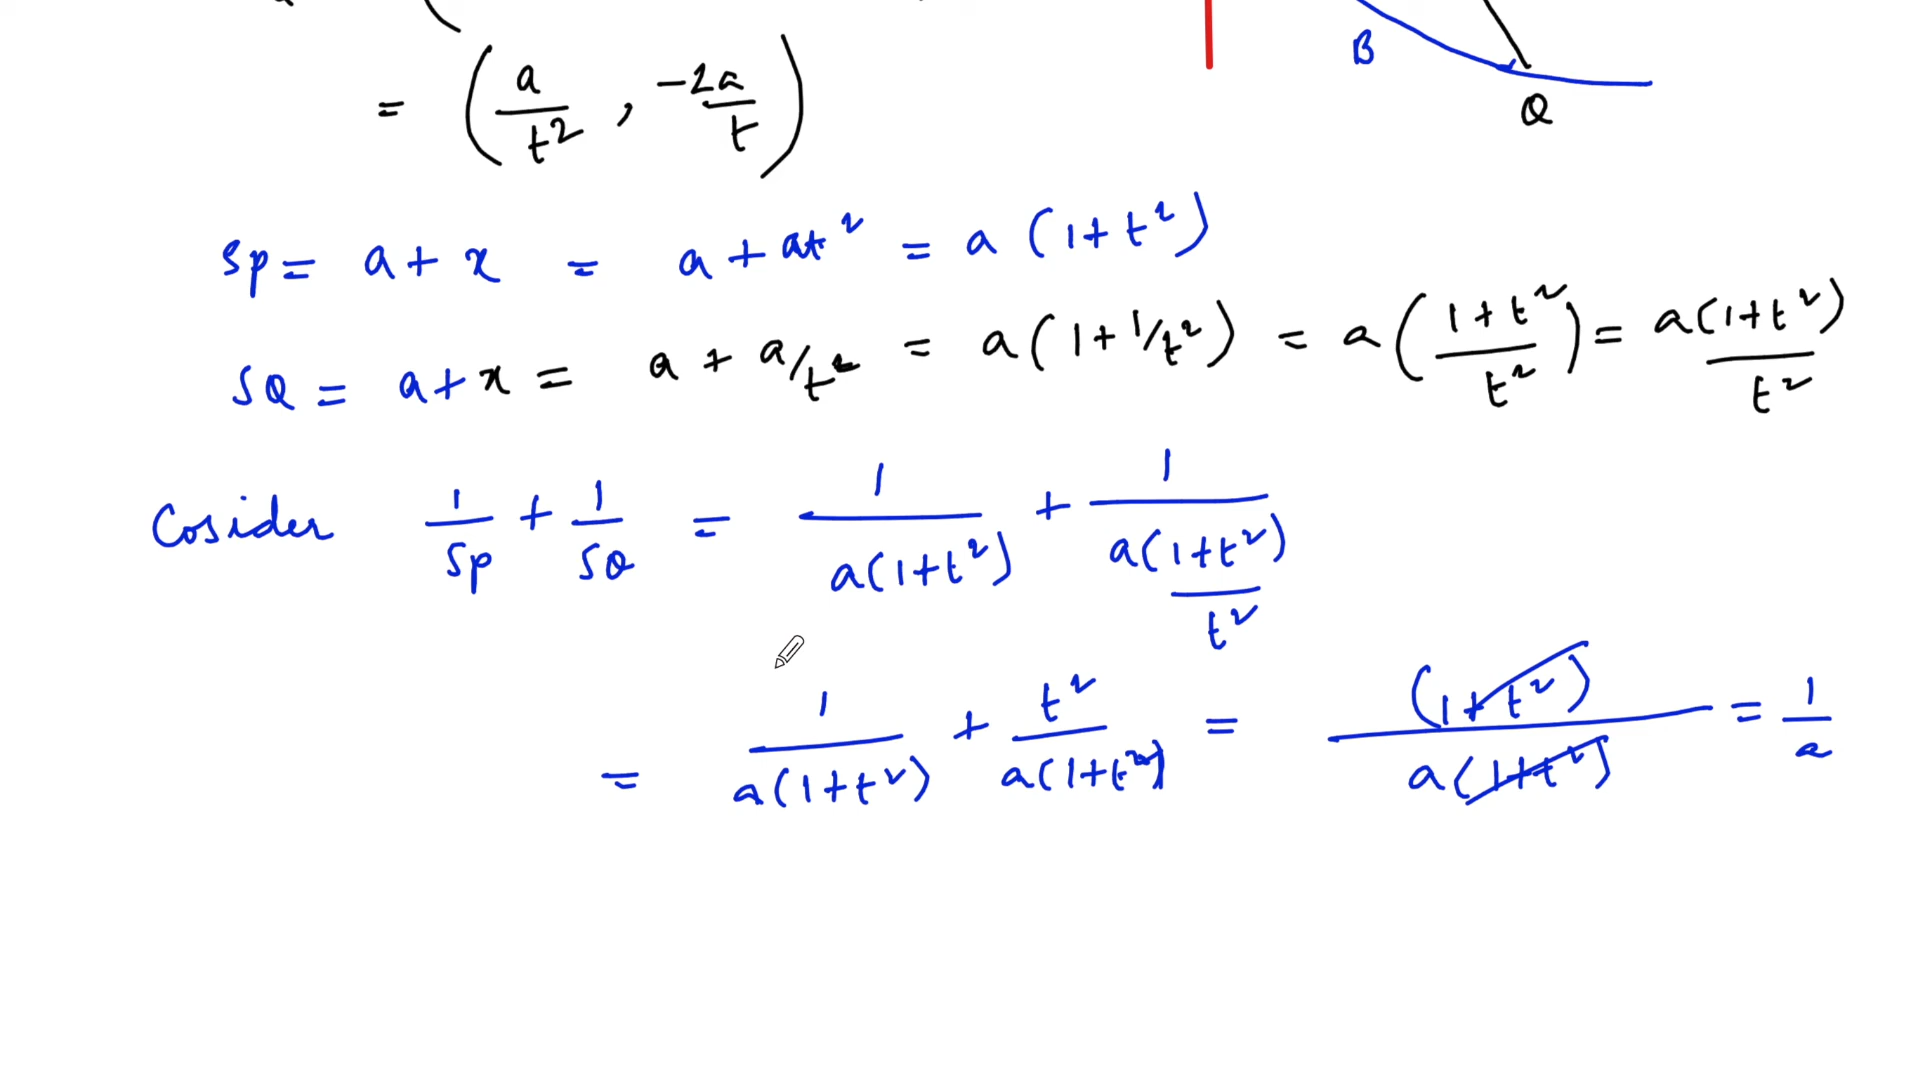 B
= (a/t², -2a/t)
Q
SP = a + x = a + at² = a(1+t²)
SQ = a + x = a + a/t² = a(1+1/t²) = a((1+t²)/t²) = a(1+t²)/t²
Cosider 1/SP + 1/SQ = 1/a(1+t²) + 1/(a(1+t²)/t²)
= 1/a(1+t²) + t²/a(1+t²) = (1+t²)/a(1+t²) = 1/a